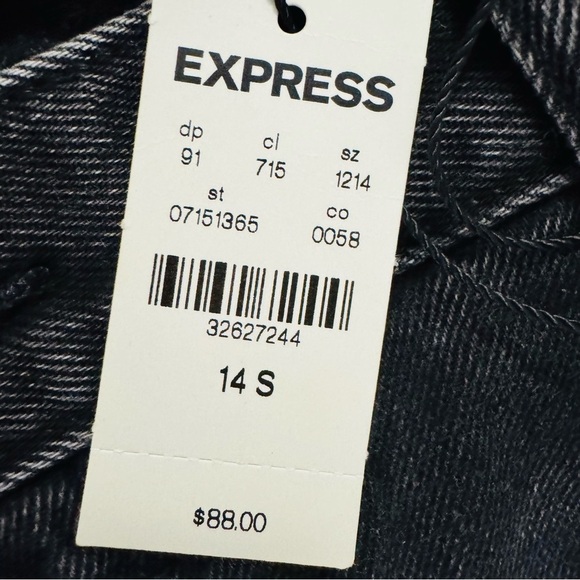 EXPRESS
dp cl sz
91 715 1214
st co
07151365 0058
32627244
14 S
$88.00